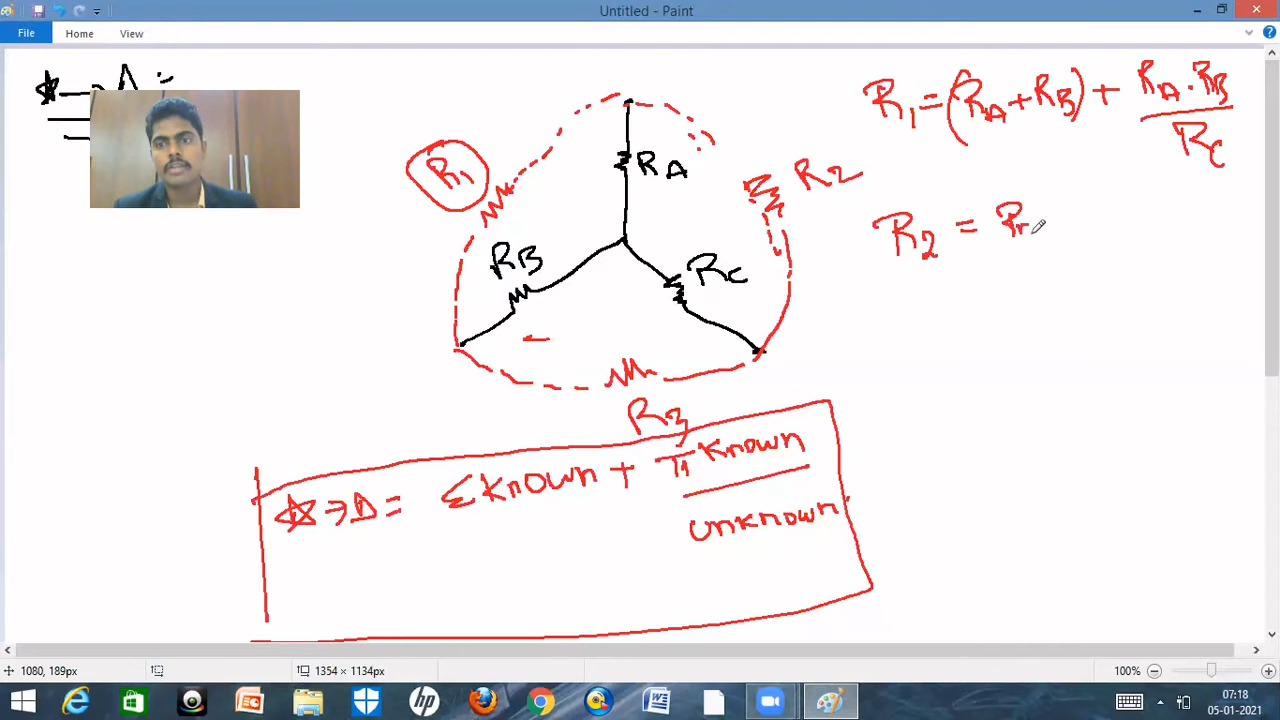 Untitled - Paint
File Home View
☆ → Δ =
R1 = (RA + RB) + RA . RB / RC
R1
RA
R2
R2 =
RB
RC
R3
☆ → Δ = Σ known + π known / unknown
1080, 189px
1354 × 1134px
100%
07:18
05-01-2021